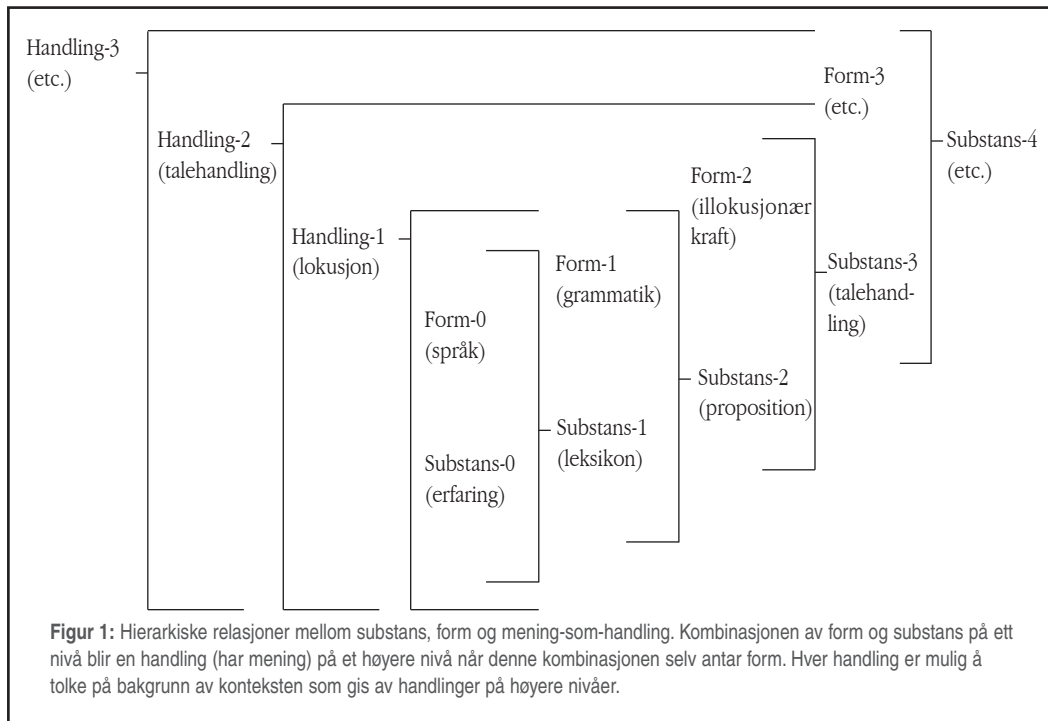 Handling-3
(etc.)
Handling-2
(talehandling)
Handling-1
(lokusjon)
Form-0
(språk)
Substans-0
(erfaring)
Form-1
(grammatik)
Substans-1
(leksikon)
Form-2
(illokusjonær
kraft)
Substans-2
(proposition)
Form-3
(etc.)
Substans-3
(talehand-
ling)
Substans-4
(etc.)
Figur 1: Hierarkiske relasjoner mellom substans, form og mening-som-handling. Kombinasjonen av form og substans på ett
nivå blir en handling (har mening) på et høyere nivå når denne kombinasjonen selv antar form. Hver handling er mulig å
tolke på bakgrunn av konteksten som gis av handlinger på høyere nivåer.